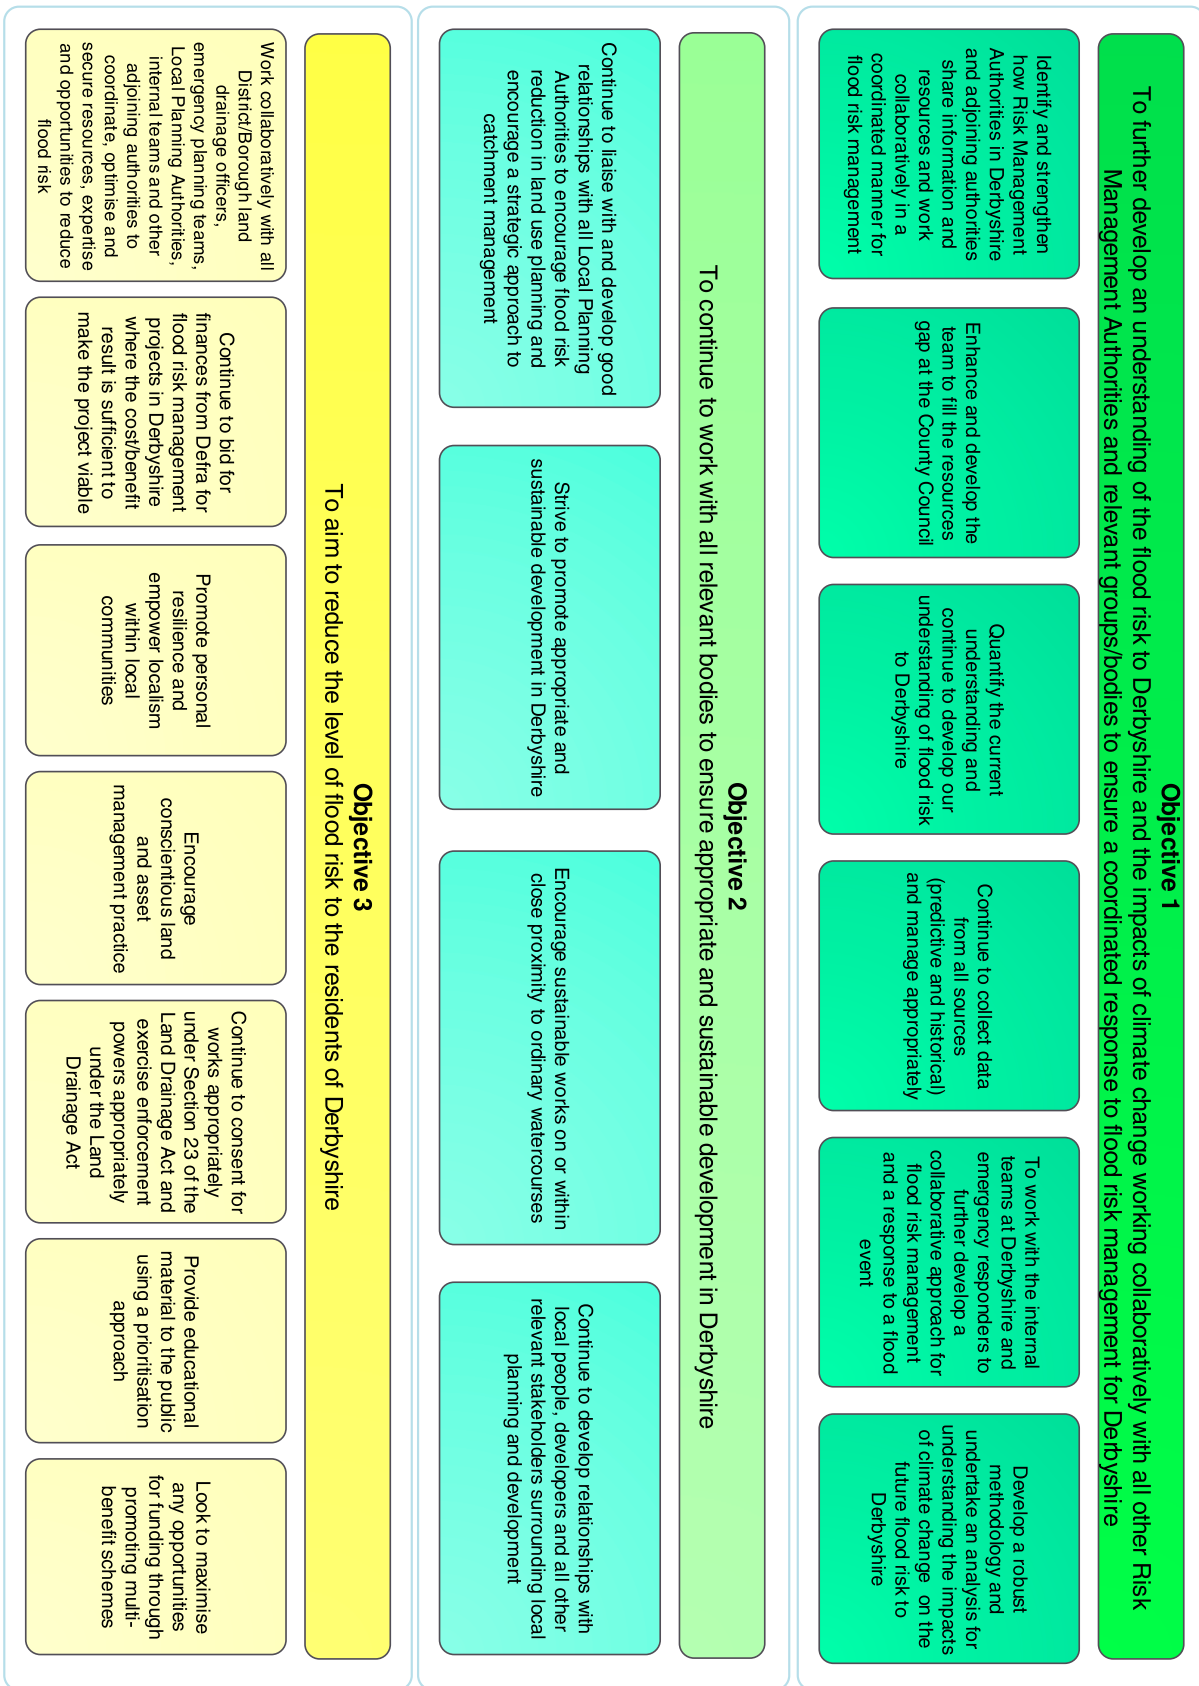 Objective 1
To further develop an understanding of the flood risk to Derbyshire and the impacts of climate change working collaboratively with all other Risk
Management Authorities and relevant groups/bodies to ensure a coordinated response to flood risk management for Derbyshire
Identify and strengthen
how Risk Management
Authorities in Derbyshire
and adjoining authorities
share information and
resources and work
collaboratively in a
coordinated manner for
flood risk management
Enhance and develop the
team to fill the resources
gap at the County Council
Quantify the current
understanding and
continue to develop our
understanding of flood risk
to Derbyshire
Continue to collect data
from all sources
(predictive and historical)
and manage appropriately
To work with the internal
teams at Derbyshire and
emergency responders to
further develop a
collaborative approach for
flood risk management
and a response to a flood
event
Develop a robust
methodology and
undertake an analysis for
understanding the impacts
of climate change on the
future flood risk to
Derbyshire
Objective 2
To continue to work with all relevant bodies to ensure appropriate and sustainable development in Derbyshire
Continue to liaise with and develop good
relationships with all Local Planning
Authorities to encourage flood risk
reduction in land use planning and
encourage a strategic approach to
catchment management
Strive to promote appropriate and
sustainable development in Derbyshire
Encourage sustainable works on or within
close proximity to ordinary watercourses
Continue to develop relationships with
local people, developers and all other
relevant stakeholders surrounding local
planning and development
Objective 3
To aim to reduce the level of flood risk to the residents of Derbyshire
Work collaboratively with all
District/Borough land
drainage officers,
emergency planning teams,
Local Planning Authorities,
internal teams and other
adjoining authorities to
coordinate, optimise and
secure resources, expertise
and opportunities to reduce
flood risk
Continue to bid for
finances from Defra for
flood risk management
projects in Derbyshire
where the cost/benefit
result is sufficient to
make the project viable
Promote personal
resilience and
empower localism
within local
communities
Encourage
conscientious land
and asset
management practice
Continue to consent for
works appropriately
under Section 23 of the
Land Drainage Act and
exercise enforcement
powers appropriately
under the Land
Drainage Act
Provide educational
material to the public
using a prioritisation
approach
Look to maximise
any opportunities
for funding through
promoting multi-
benefit schemes